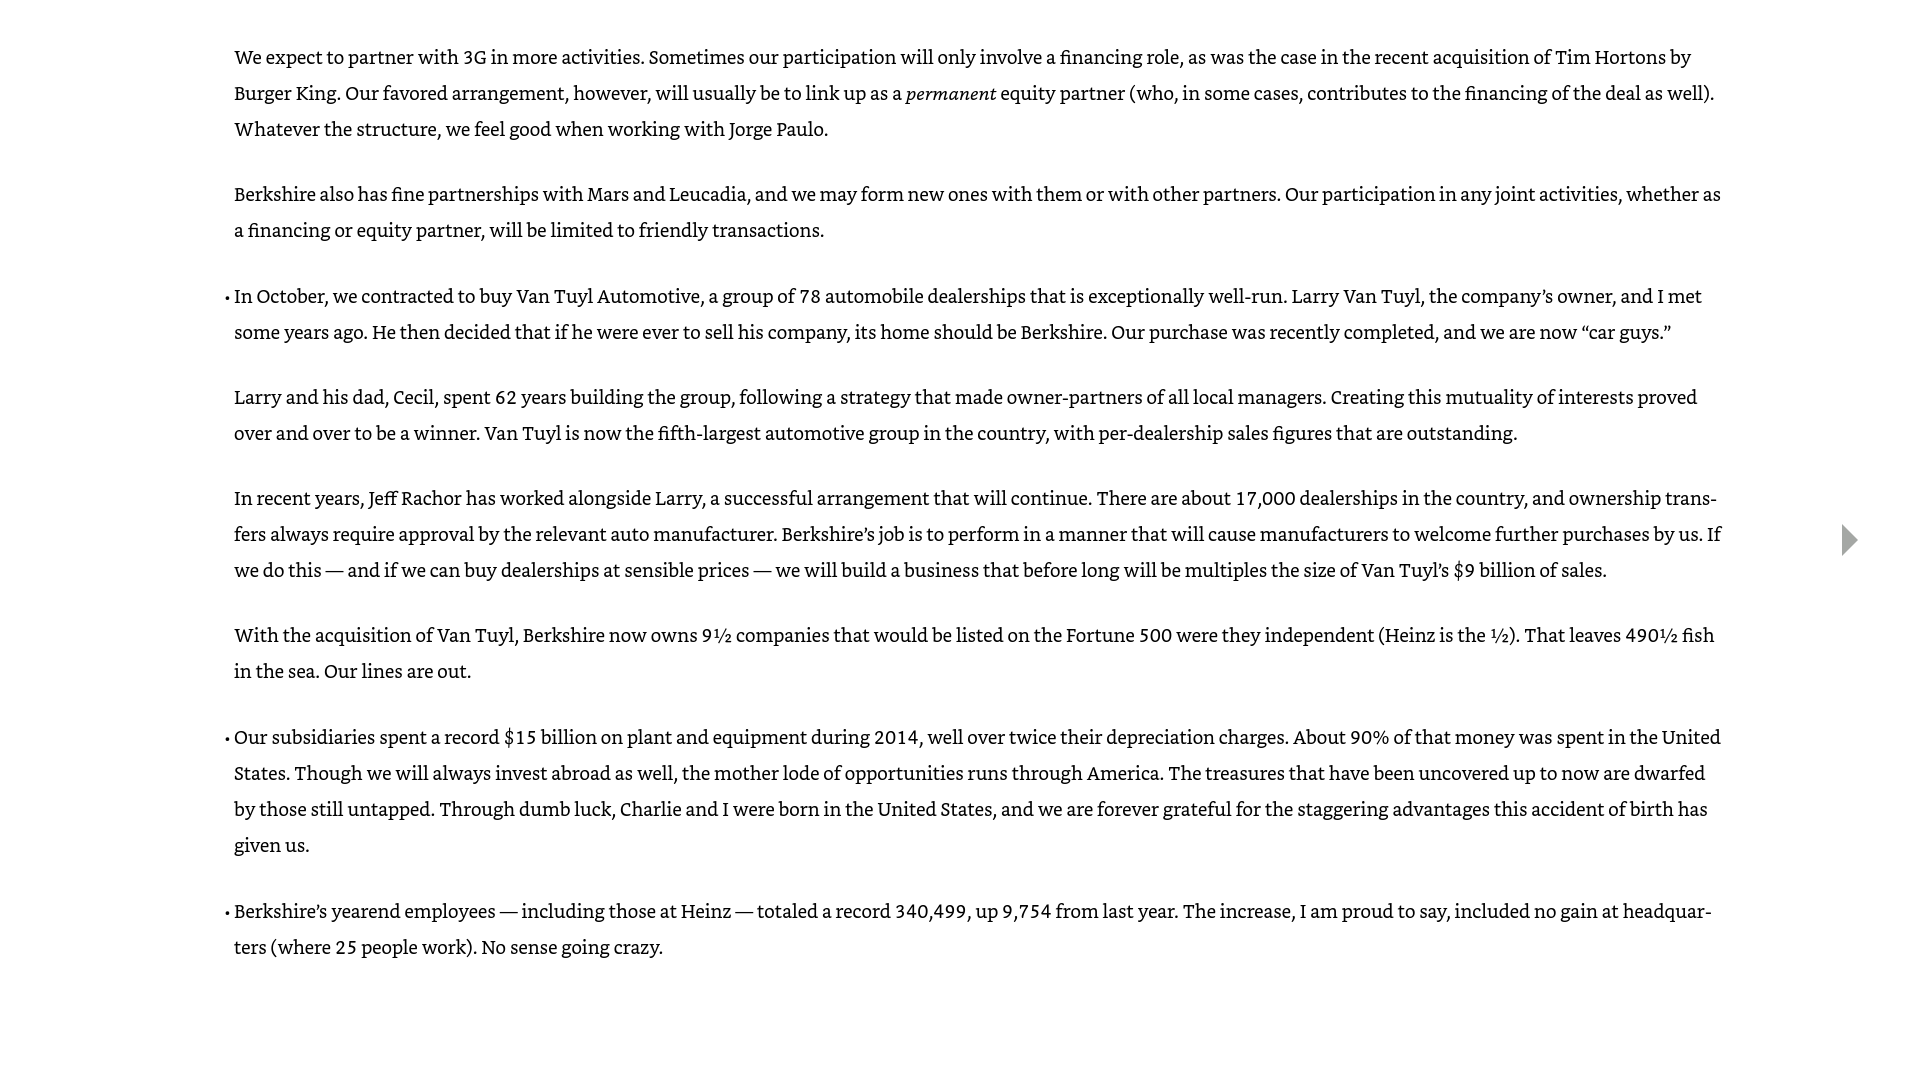 We expect to partner with 3G in more activities. Sometimes our participation will only involve a financing role, as was the case in the recent acquisition of Tim Hortons by
Burger King. Our favored arrangement, however, will usually be to link up as a permanent equity partner (who, in some cases, contributes to the financing of the deal as well).
Whatever the structure, we feel good when working with Jorge Paulo.
Berkshire also has fine partnerships with Mars and Leucadia, and we may form new ones with them or with other partners. Our participation in any joint activities, whether as
a financing or equity partner, will be limited to friendly transactions.
• In October, we contracted to buy Van Tuyl Automotive, a group of 78 automobile dealerships that is exceptionally well-run. Larry Van Tuyl, the company’s owner, and I met
some years ago. He then decided that if he were ever to sell his company, its home should be Berkshire. Our purchase was recently completed, and we are now “car guys.”
Larry and his dad, Cecil, spent 62 years building the group, following a strategy that made owner-partners of all local managers. Creating this mutuality of interests proved
over and over to be a winner. Van Tuyl is now the fifth-largest automotive group in the country, with per-dealership sales figures that are outstanding.
In recent years, Jeff Rachor has worked alongside Larry, a successful arrangement that will continue. There are about 17,000 dealerships in the country, and ownership trans-
fers always require approval by the relevant auto manufacturer. Berkshire’s job is to perform in a manner that will cause manufacturers to welcome further purchases by us. If
we do this — and if we can buy dealerships at sensible prices — we will build a business that before long will be multiples the size of Van Tuyl’s $9 billion of sales.
With the acquisition of Van Tuyl, Berkshire now owns 9½ companies that would be listed on the Fortune 500 were they independent (Heinz is the ½). That leaves 490½ fish
in the sea. Our lines are out.
• Our subsidiaries spent a record $15 billion on plant and equipment during 2014, well over twice their depreciation charges. About 90% of that money was spent in the United
States. Though we will always invest abroad as well, the mother lode of opportunities runs through America. The treasures that have been uncovered up to now are dwarfed
by those still untapped. Through dumb luck, Charlie and I were born in the United States, and we are forever grateful for the staggering advantages this accident of birth has
given us.
• Berkshire’s yearend employees — including those at Heinz — totaled a record 340,499, up 9,754 from last year. The increase, I am proud to say, included no gain at headquar-
ters (where 25 people work). No sense going crazy.